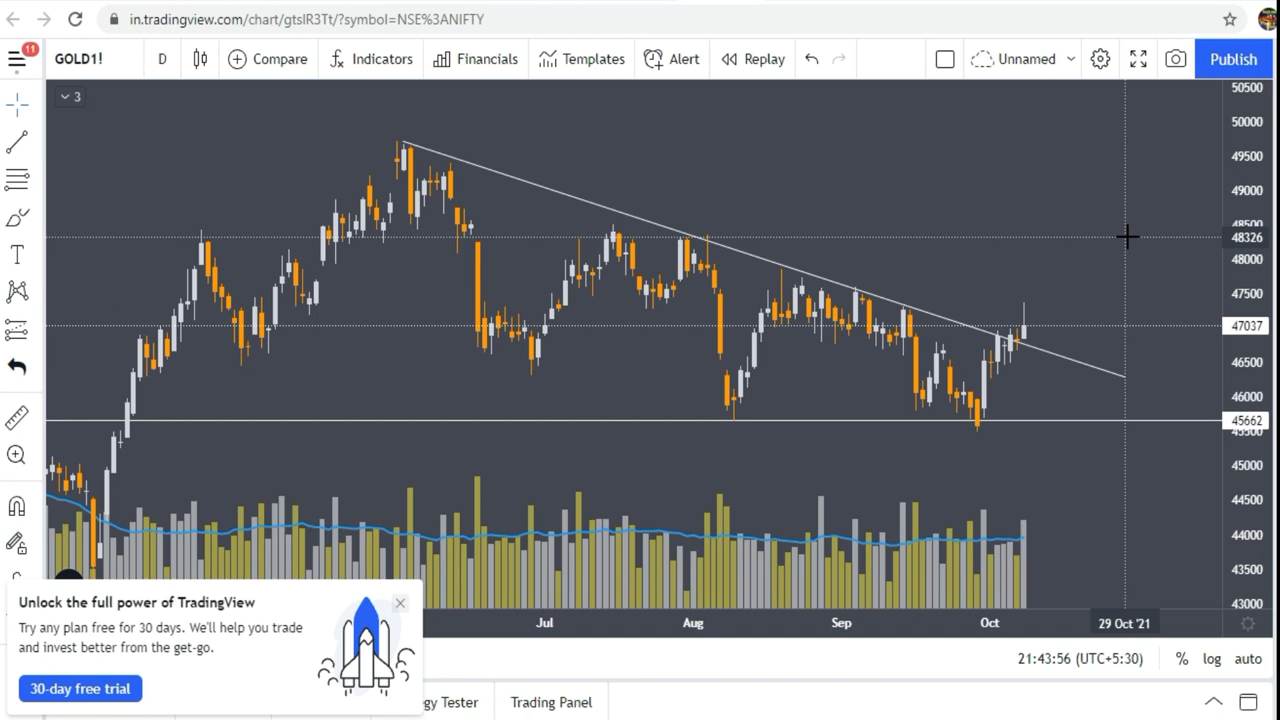 in.tradingview.com/chart/gtslR3Tt/?symbol=NSE%3ANIFTY
11
GOLD1! D Compare Indicators Financials Templates Alert Replay Unnamed Publish
3
50500
50000
49500
49000
48500
48326
48000
47500
47037
46500
46000
45662
45500
45000
44500
44000
43500
43000
Jul Aug Sep Oct 29 Oct '21
Unlock the full power of TradingView
Try any plan free for 30 days. We'll help you trade
and invest better from the get-go.
30-day free trial
21:43:56 (UTC+5:30) % log auto
gy Tester Trading Panel